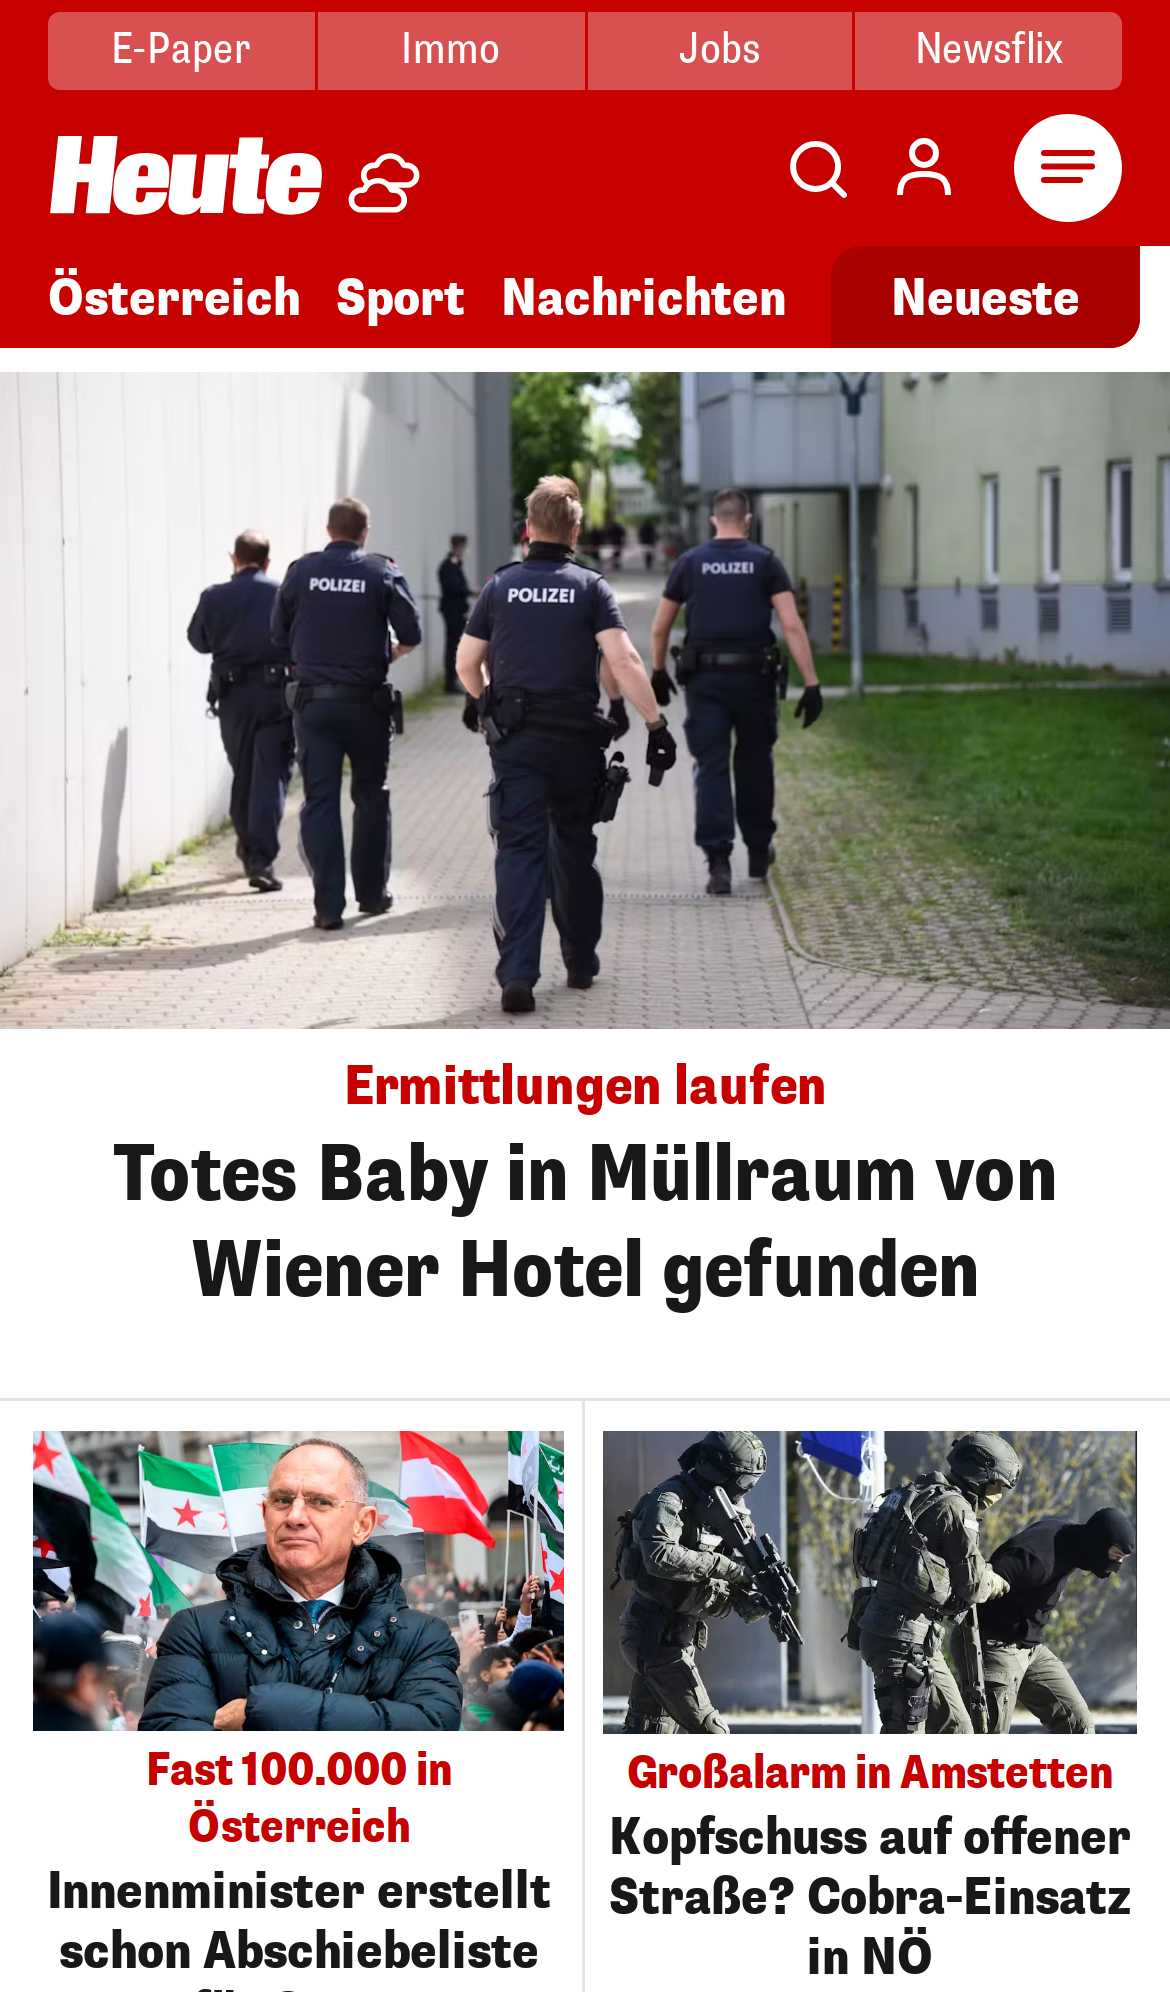 E-Paper Immo Jobs Newsflix
Heute
Österreich Sport Nachrichten Neueste
POLIZEI POLIZEI POLIZEI
Ermittlungen laufen
Totes Baby in Müllraum von
Wiener Hotel gefunden
Fast 100.000 in
Österreich
Innenminister erstellt
schon Abschiebeliste
Großalarm in Amstetten
Kopfschuss auf offener
Straße? Cobra-Einsatz
in NÖ